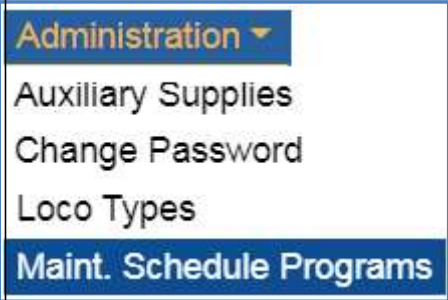 Administration
Auxiliary Supplies
Change Password
Loco Types
Maint. Schedule Programs